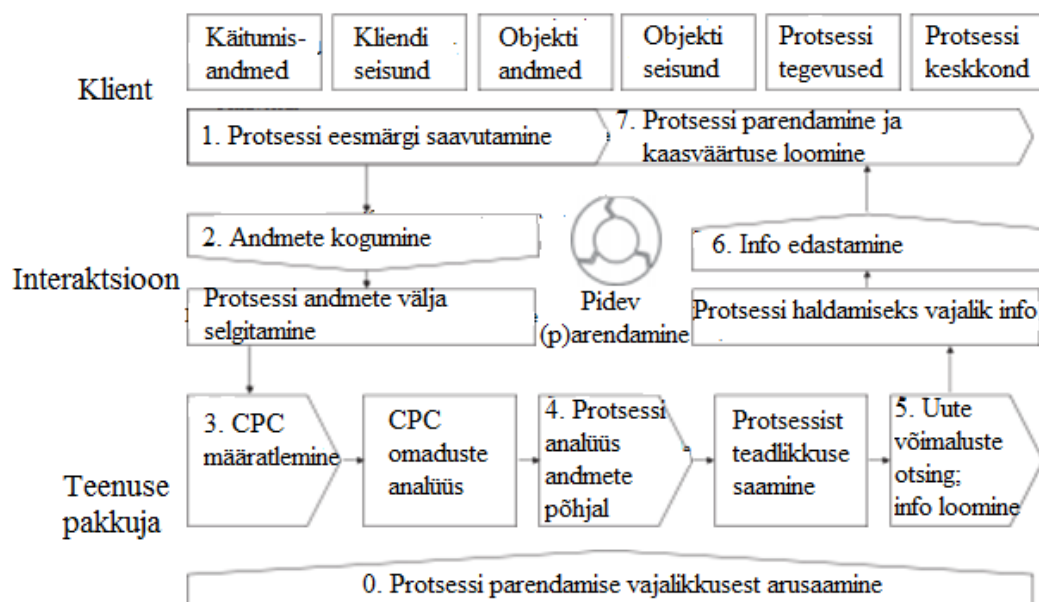 Käitumis-
andmed
Kliendi
seisund
Objekti
andmed
Objekti
seisund
Protsessi
tegevused
Protsessi
keskkond
Klient
1. Protsessi eesmärgi saavutamine
7. Protsessi parendamine ja
kaasväärtuse loomine
2. Andmete kogumine
6. Info edastamine
Interaktsioon
Protsessi andmete välja
selgitamine
Pidev
(p)arendamine
Protsessi haldamiseks vajalik info
3. CPC
määratlemine
CPC
omaduste
analüüs
4. Protsessi
analüüs
andmete
põhjal
Protsessist
teadlikkuse
saamine
5. Uute
võimaluste
otsing;
info loomine
Teenuse
pakkuja
0. Protsessi parendamise vajalikkusest arusaamine